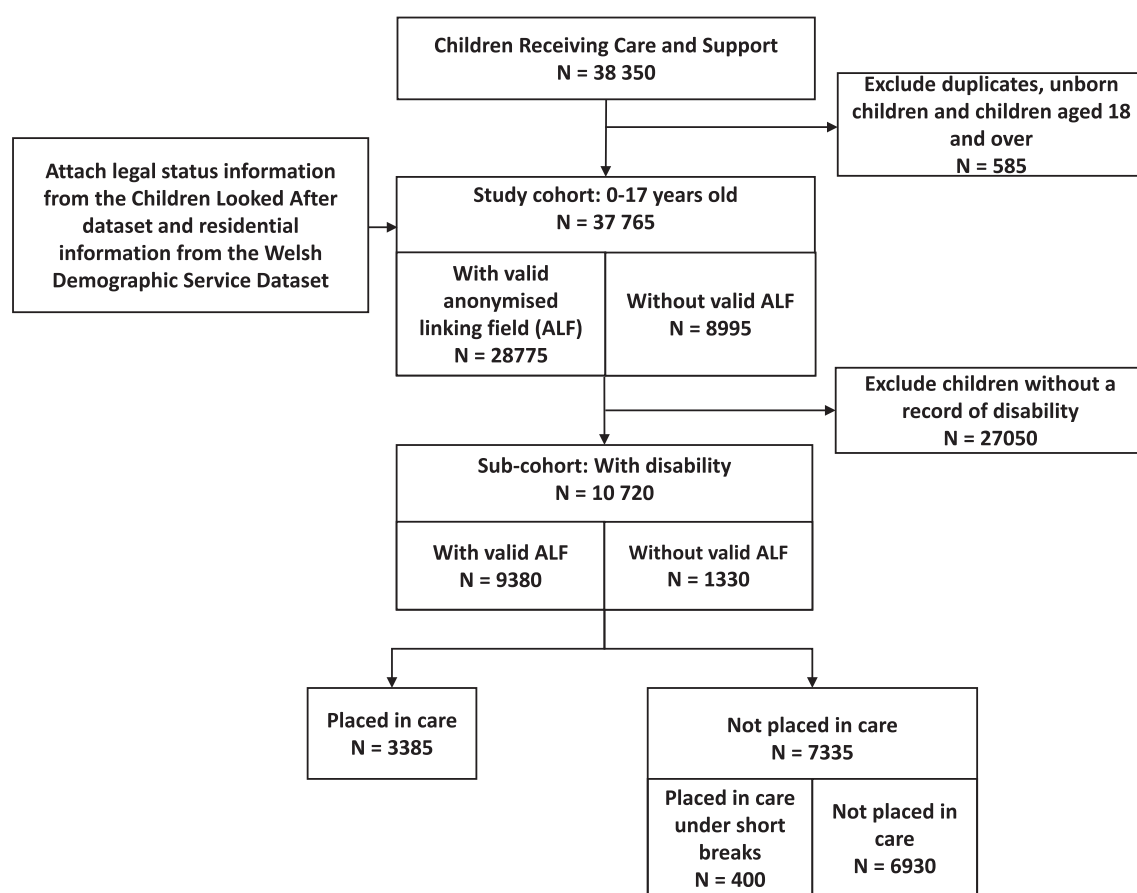 Children Receiving Care and Support
N = 38 350
Exclude duplicates, unborn
children and children aged 18
and over
N = 585
Attach legal status information
from the Children Looked After
dataset and residential
information from the Welsh
Demographic Service Dataset
Study cohort: 0-17 years old
N = 37 765
With valid
anonymised
linking field (ALF)
N = 28775
Without valid ALF
N = 8995
Exclude children without a
record of disability
N = 27050
Sub-cohort: With disability
N = 10 720
With valid ALF
N = 9380
Without valid ALF
N = 1330
Placed in care
N = 3385
Not placed in care
N = 7335
Placed in care
under short
breaks
N = 400
Not placed in
care
N = 6930